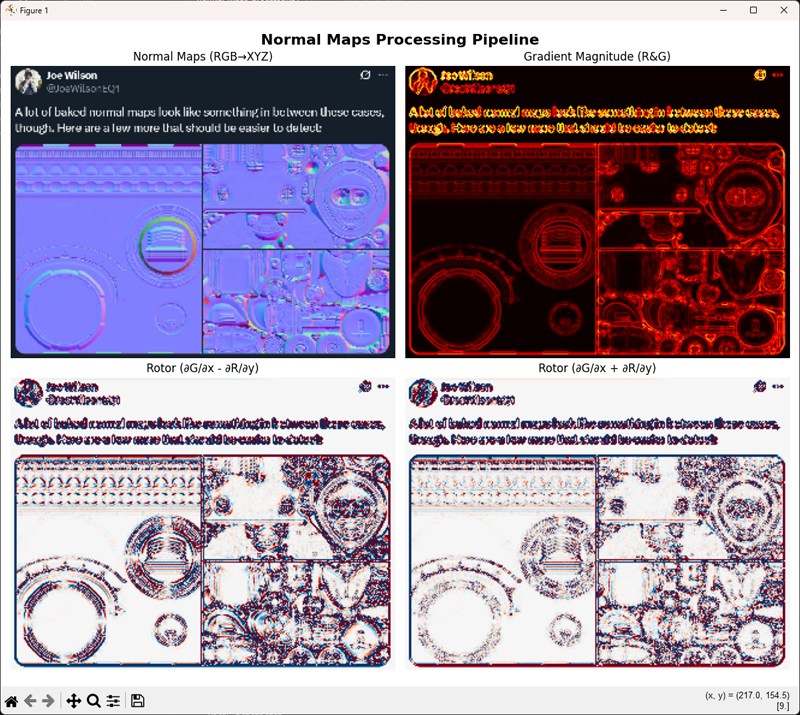 Figure 1
Normal Maps Processing Pipeline
Normal Maps (RGB→XYZ)
Gradient Magnitude (R&G)
Joe Wilson
@JoeWilsonEQ1
A lot of baked normal maps look like something in between these cases,
though. Here are a few more that should be easier to detect:
Joe Wilson
@JoeWilsonEQ1
A lot of baked normal maps look like something in between these cases,
though. Here are a few more that should be easier to detect:
Rotor (∂G/∂x - ∂R/∂y)
Rotor (∂G/∂x + ∂R/∂y)
Joe Wilson
@JoeWilsonEQ1
A lot of baked normal maps look like something in between these cases,
though. Here are a few more that should be easier to detect:
Joe Wilson
@JoeWilsonEQ1
A lot of baked normal maps look like something in between these cases,
though. Here are a few more that should be easier to detect:
(x, y) = (217.0, 154.5)
[9.]